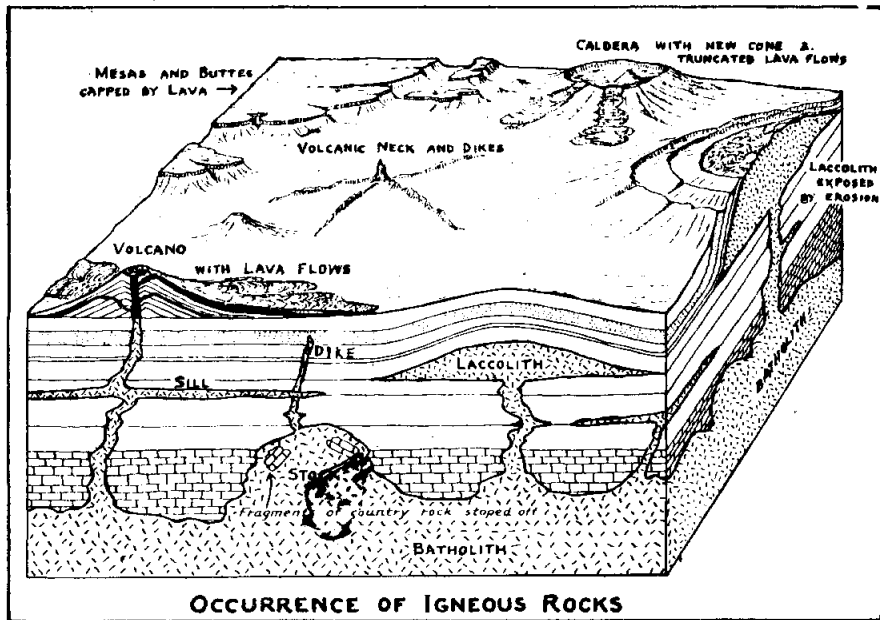 CALDERA WITH NEW CONE &
TRUNCATED LAVA FLOWS
MESAS AND BUTTES
CAPPED BY LAVA →
VOLCANIC NECK AND DIKES
LACCOLITH
EXPOSED
BY EROSION
VOLCANO
WITH LAVA FLOWS
DIKE
LACCOLITH
SILL
BATHOLITH
Fragments of country rock stoped off
BATHOLITH
OCCURRENCE OF IGNEOUS ROCKS